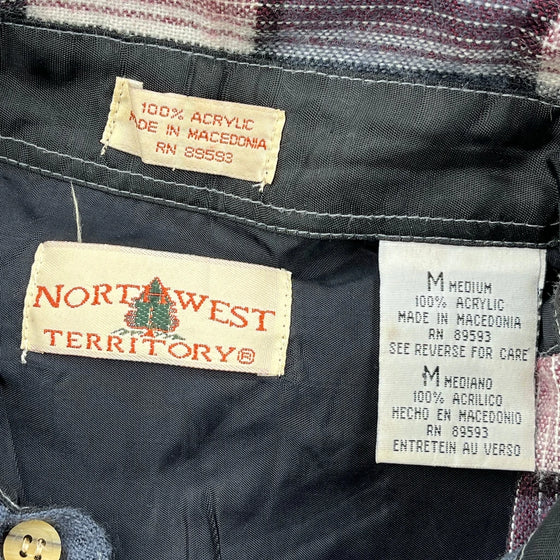 100% ACRYLIC
MADE IN MACEDONIA
RN 89593
NORTHWEST
TERRITORY®
M MEDIUM
100% ACRYLIC
MADE IN MACEDONIA
RN 89593
SEE REVERSE FOR CARE
M MEDIANO
100% ACRILICO
HECHO EN MACEDONIO
RN 89593
ENTRETEIN AU VERSO